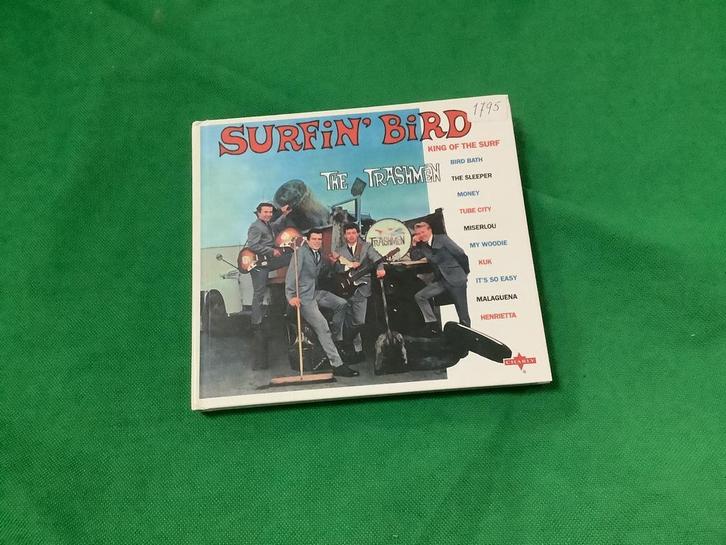 SURFIN' BIRD
1795
THE TRASHMEN
KING OF THE SURF
BIRD BATH
THE SLEEPER
MONEY
TUBE CITY
MISERLOU
MY WOODIE
KUK
IT'S SO EASY
MALAGUENA
HENRIETTA
TRASHMEN
CHARLY